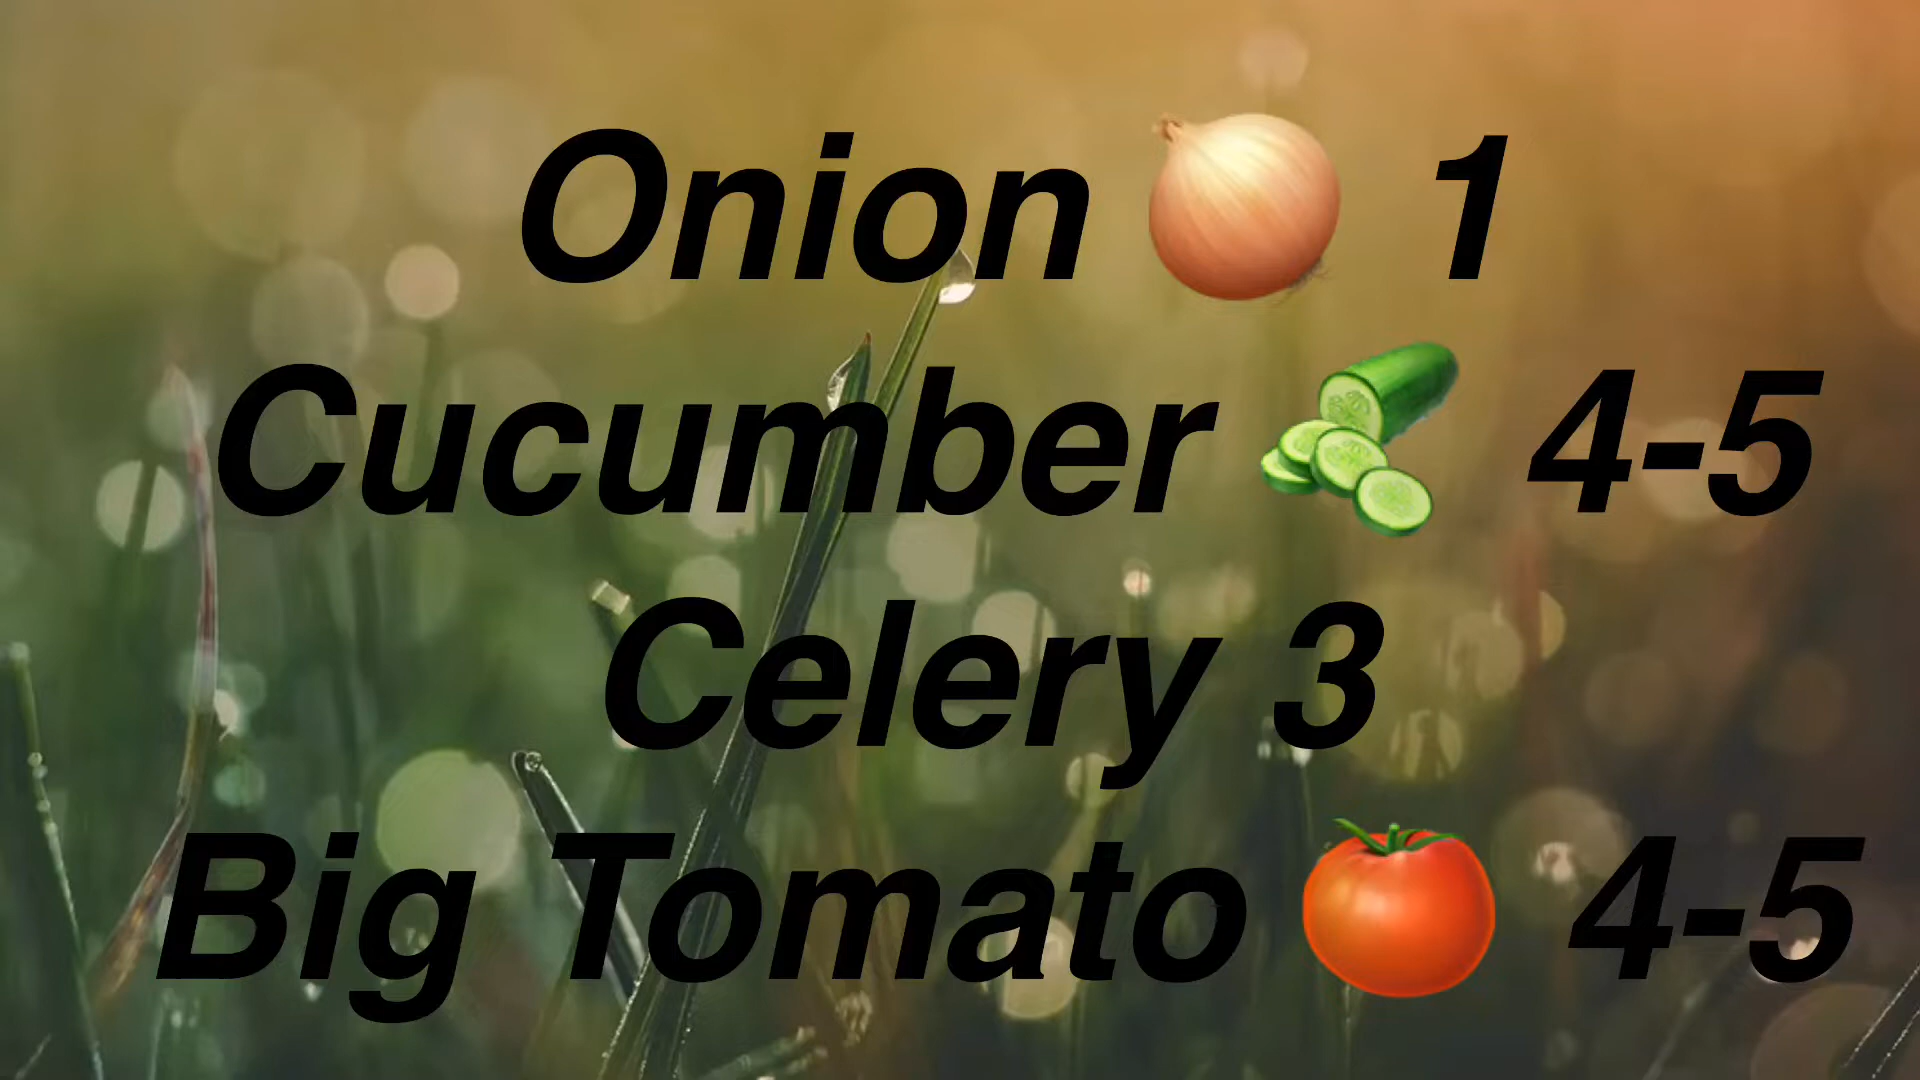 Onion 🧅 1
Cucumber 🥒 4-5
Celery 3
Big Tomato 🍅 4-5